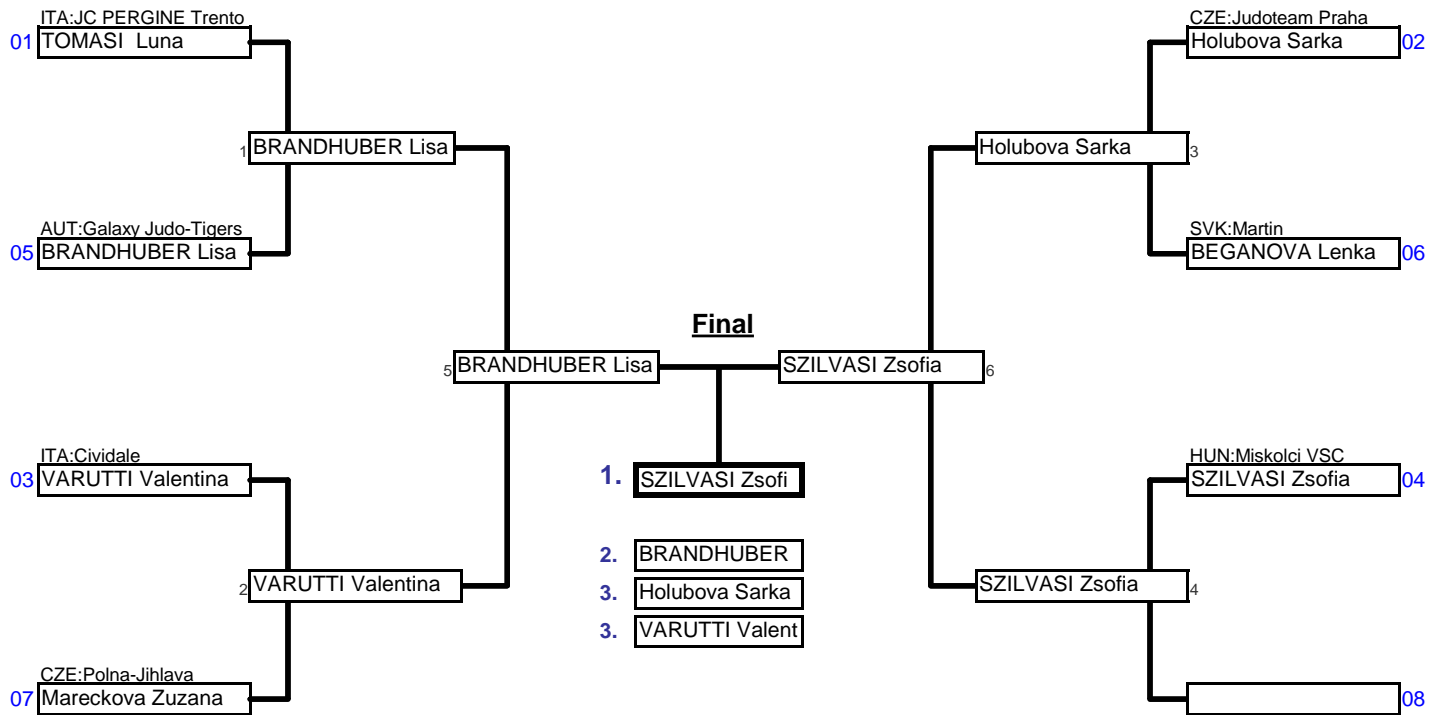 ITA:JC PERGINE Trento
01 TOMASI Luna
1 BRANDHUBER Lisa
AUT:Galaxy Judo-Tigers
05 BRANDHUBER Lisa
5 BRANDHUBER Lisa
ITA:Cividale
03 VARUTTI Valentina
2 VARUTTI Valentina
CZE:Polna-Jihlava
07 Mareckova Zuzana
Final
1. SZILVASI Zsofi
2. BRANDHUBER
3. Holubova Sarka
3. VARUTTI Valent
CZE:Judoteam Praha
Holubova Sarka 02
Holubova Sarka 3
SVK:Martin
BEGANOVA Lenka 06
SZILVASI Zsofia 6
HUN:Miskolci VSC
SZILVASI Zsofia 04
SZILVASI Zsofia 4
08